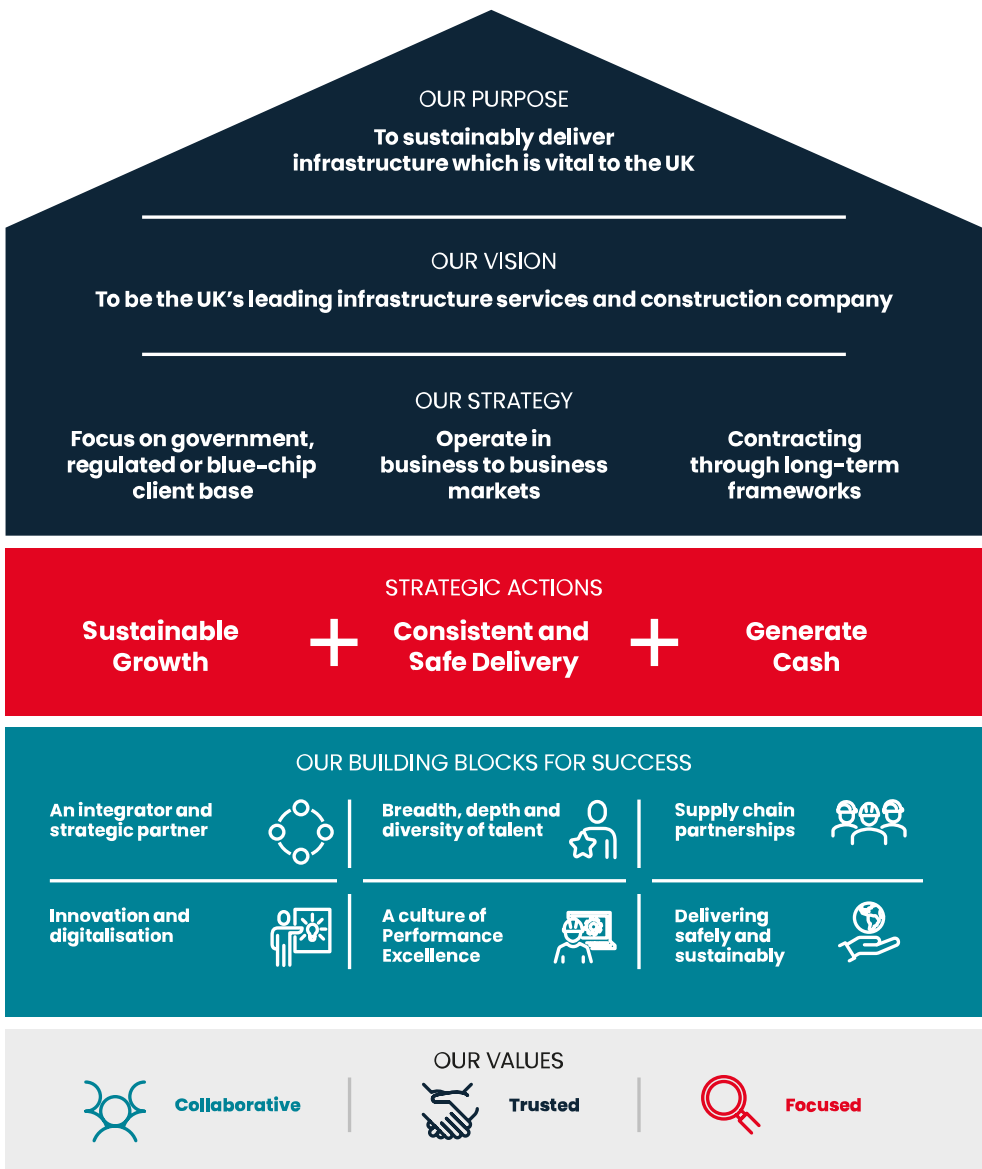 OUR PURPOSE
To sustainably deliver
infrastructure which is vital to the UK
OUR VISION
To be the UK's leading infrastructure services and construction company
OUR STRATEGY
Focus on government,
regulated or blue-chip
client base
Operate in
business to business
markets
Contracting
through long-term
frameworks
STRATEGIC ACTIONS
Sustainable
Growth
+
Consistent and
Safe Delivery
+
Generate
Cash
OUR BUILDING BLOCKS FOR SUCCESS
An integrator and
strategic partner
Breadth, depth and
diversity of talent
Supply chain
partnerships
Innovation and
digitalisation
A culture of
Performance
Excellence
Delivering
safely and
sustainably
OUR VALUES
Collaborative
Trusted
Focused